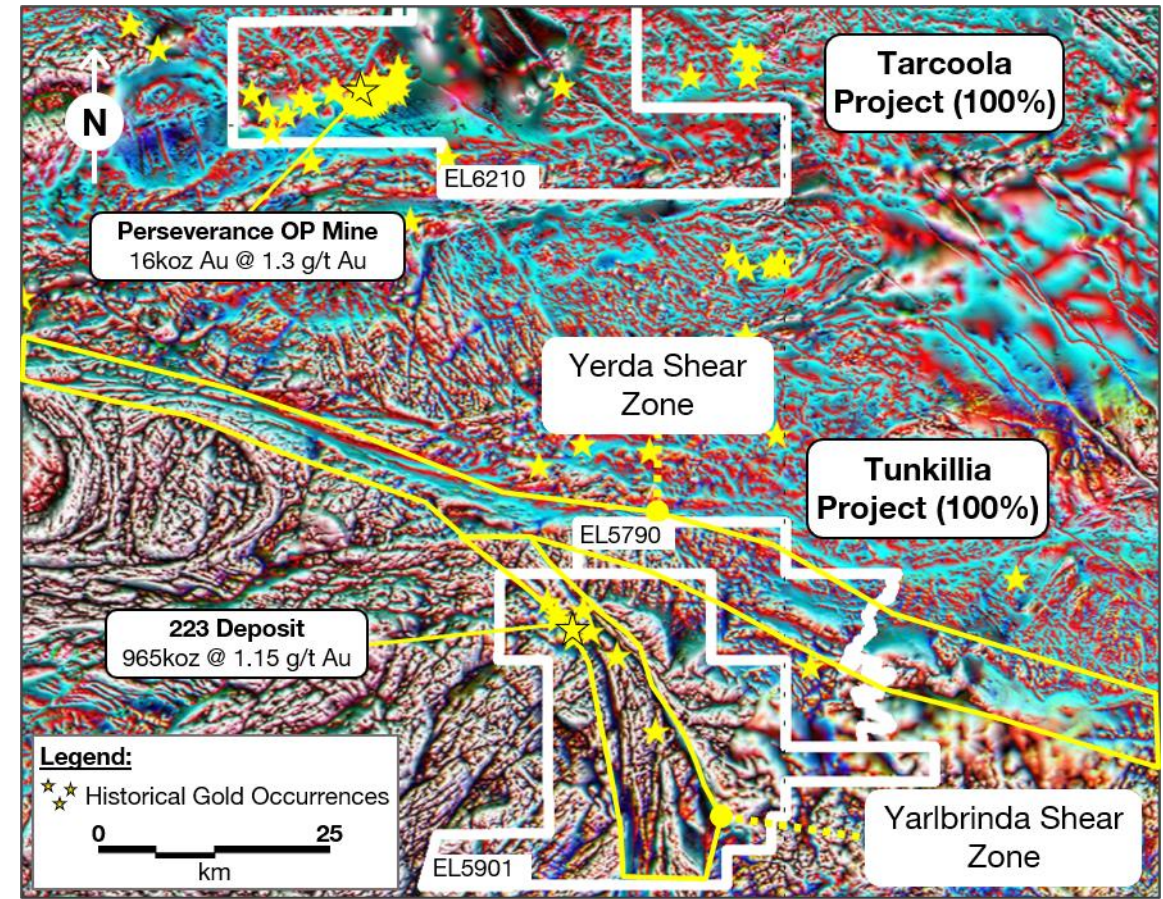 Tarcoola
Project (100%)
N
EL6210
Perseverance OP Mine
16koz Au @ 1.3 g/t Au
Yerda Shear
Zone
Tunkillia
Project (100%)
EL5790
223 Deposit
965koz @ 1.15 g/t Au
Legend:
Historical Gold Occurrences
0 25
km
Yarlbrinda Shear
Zone
EL5901